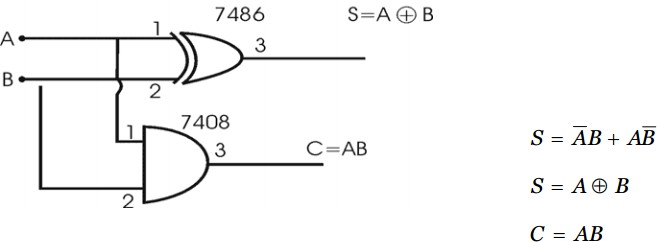 7486 S=A ⊕ B
A 1
3
B
2
7408
1
3 C=AB
2
S = A̅B + AB̅
S = A ⊕ B
C = AB